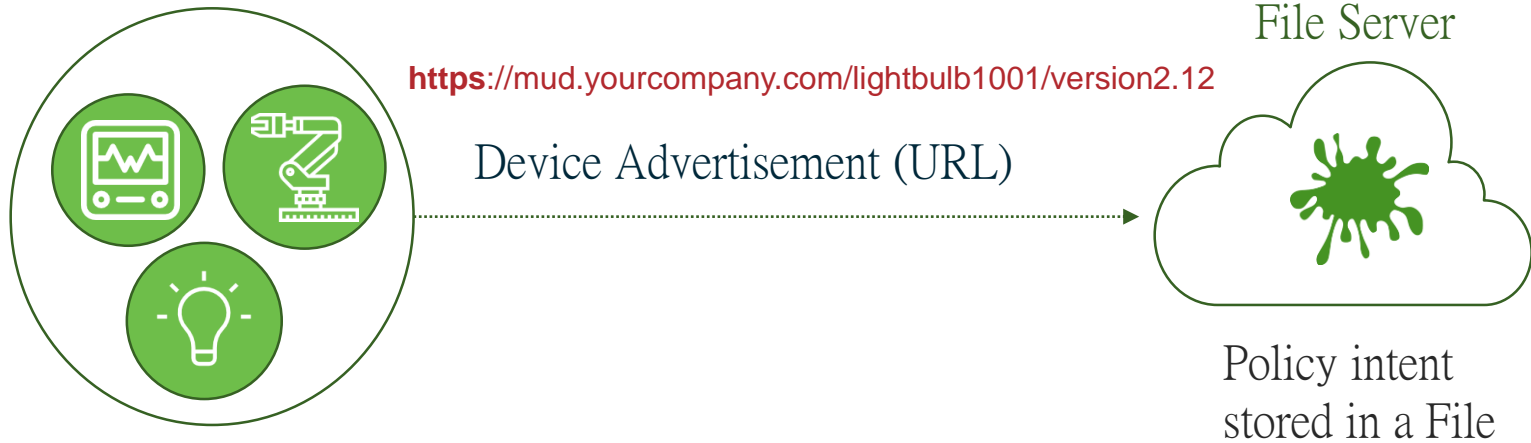 File Server
https://mud.yourcompany.com/lightbulb1001/version2.12
Device Advertisement (URL)
Policy intent
stored in a File